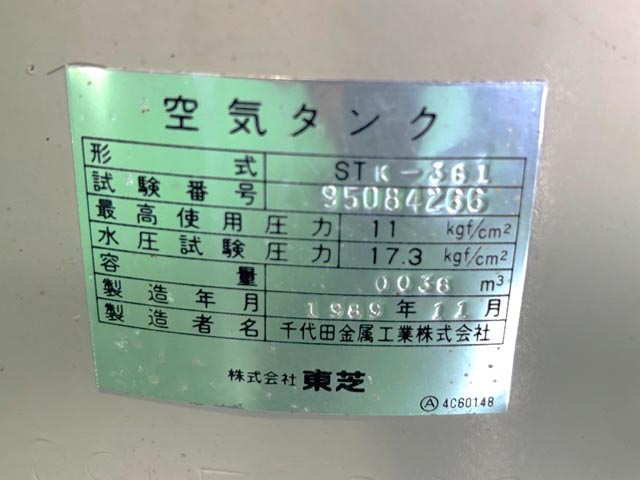 空気タンク
形式 STK-361
試験番号 95084266
最高使用圧力 11 kgf/cm²
水圧試験圧力 17.3 kgf/cm²
容量 0036 m³
製造年月 1989年11月
製造者名 千代田金属工業株式会社
株式会社 東芝
Ⓐ 4C60148